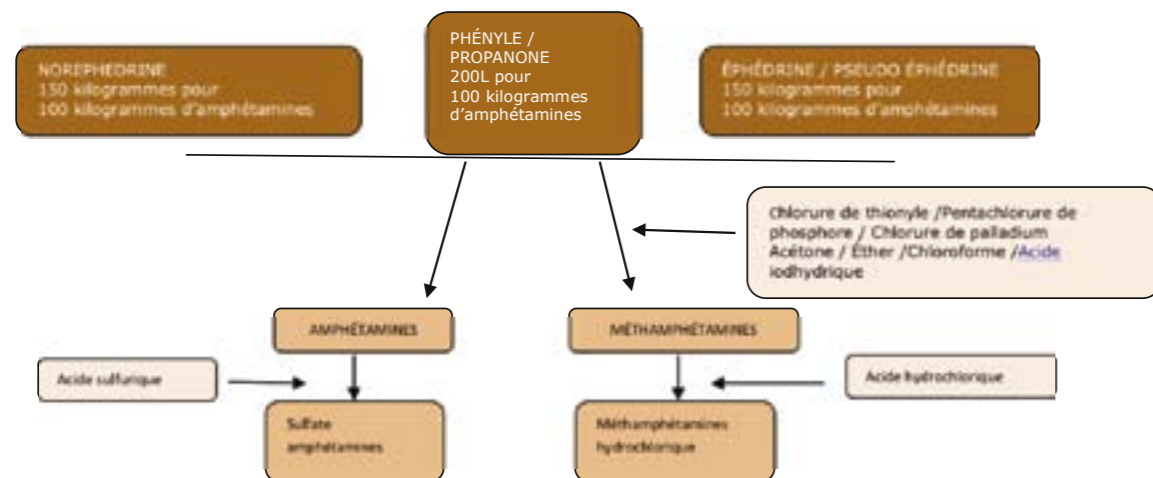 PHÉNYLE /
PROPANONE
200L pour
100 kilogrammes
d'amphétamines
NOREPHEDRINE
150 kilogrammes pour
100 kilogrammes d'amphétamines
ÉPHÉDRINE / PSEUDO ÉPHÉDRINE
150 kilogrammes pour
100 kilogrammes d'amphétamines
Chlorure de thionyle /Pentachlorure de
phosphore / Chlorure de palladium
Acétone / Éther /Chloroforme /Acide
iodhydrique
AMPHÉTAMINES
MÉTHAMPHÉTAMINES
Acide sulfurique
Acide hydrochlorique
Sulfate
amphétamines
Méthamphétamines
hydrochlorique